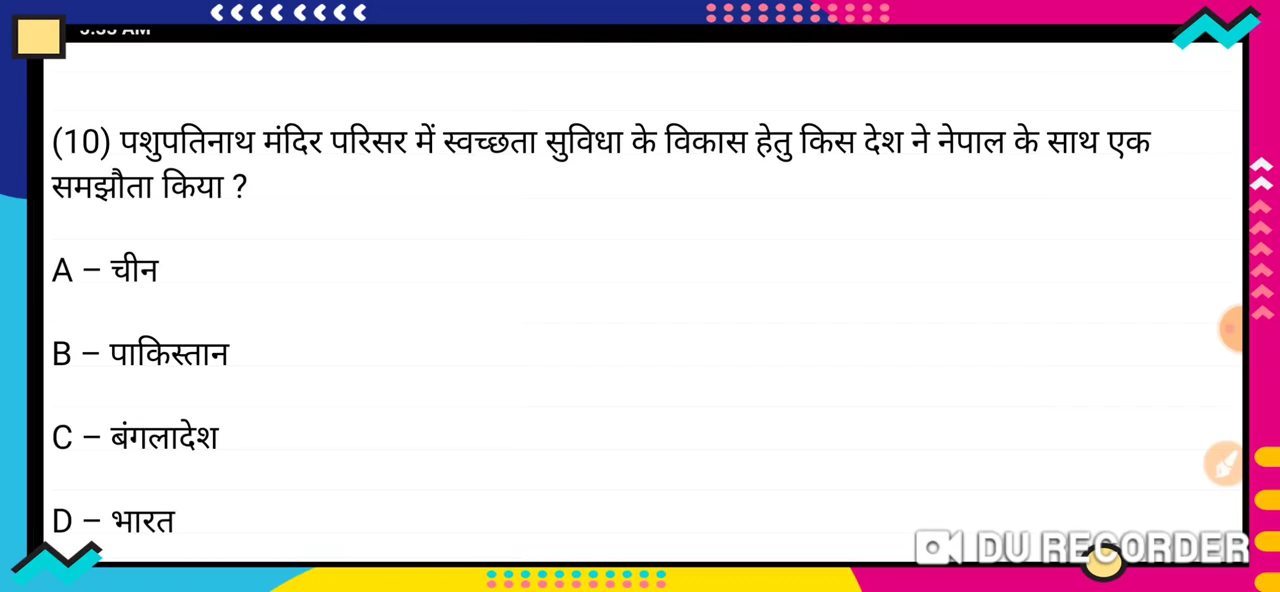 (10) पशुपतिनाथ मंदिर परिसर में स्वच्छता सुविधा के विकास हेतु किस देश ने नेपाल के साथ एक
समझौता किया ?
A – चीन
B – पाकिस्तान
C – बंगलादेश
D – भारत
DU RECORDER